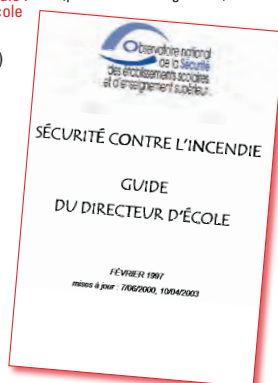 cole
)
Observatoire national
de la Sécurité
des établissements scolaires
et d'enseignement supérieur
SÉCURITÉ CONTRE L'INCENDIE
GUIDE
DU DIRECTEUR D'ÉCOLE
FÉVRIER 1997
mises à jour : 7/06/2000, 10/04/2003